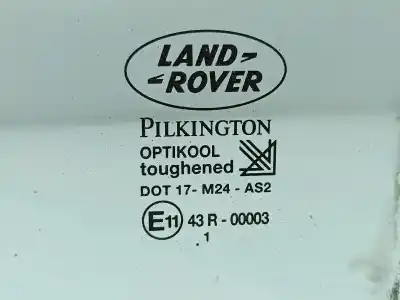 LAND
ROVER
PILKINGTON
OPTIKOOL
toughened
DOT 17- M24 - AS2
E11 43 R - 00003
.1